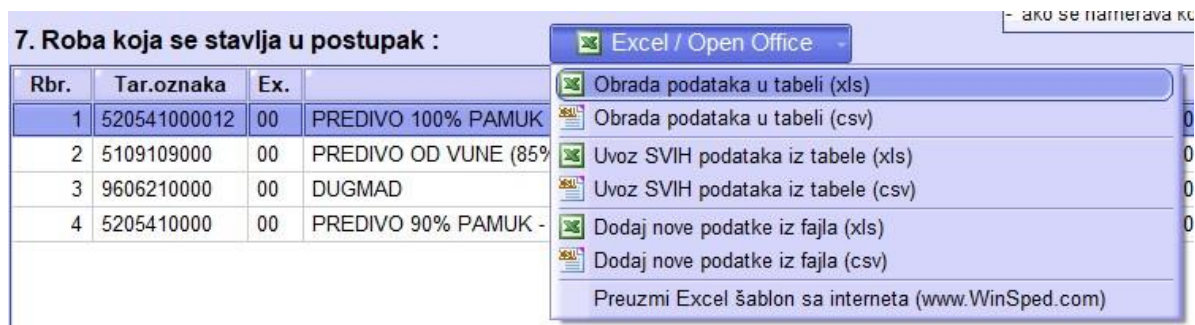 - ako se namerava ko
7. Roba koja se stavlja u postupak :
Excel / Open Office
Rbr. Tar.oznaka Ex.
1 520541000012 00 PREDIVO 100% PAMUK
2 5109109000 00 PREDIVO OD VUNE (85%
3 9606210000 00 DUGMAD
4 5205410000 00 PREDIVO 90% PAMUK -
Obrada podataka u tabeli (xls)
Obrada podataka u tabeli (csv)
Uvoz SVIH podataka iz tabele (xls)
Uvoz SVIH podataka iz tabele (csv)
Dodaj nove podatke iz fajla (xls)
Dodaj nove podatke iz fajla (csv)
Preuzmi Excel šablon sa interneta (www.WinSped.com)